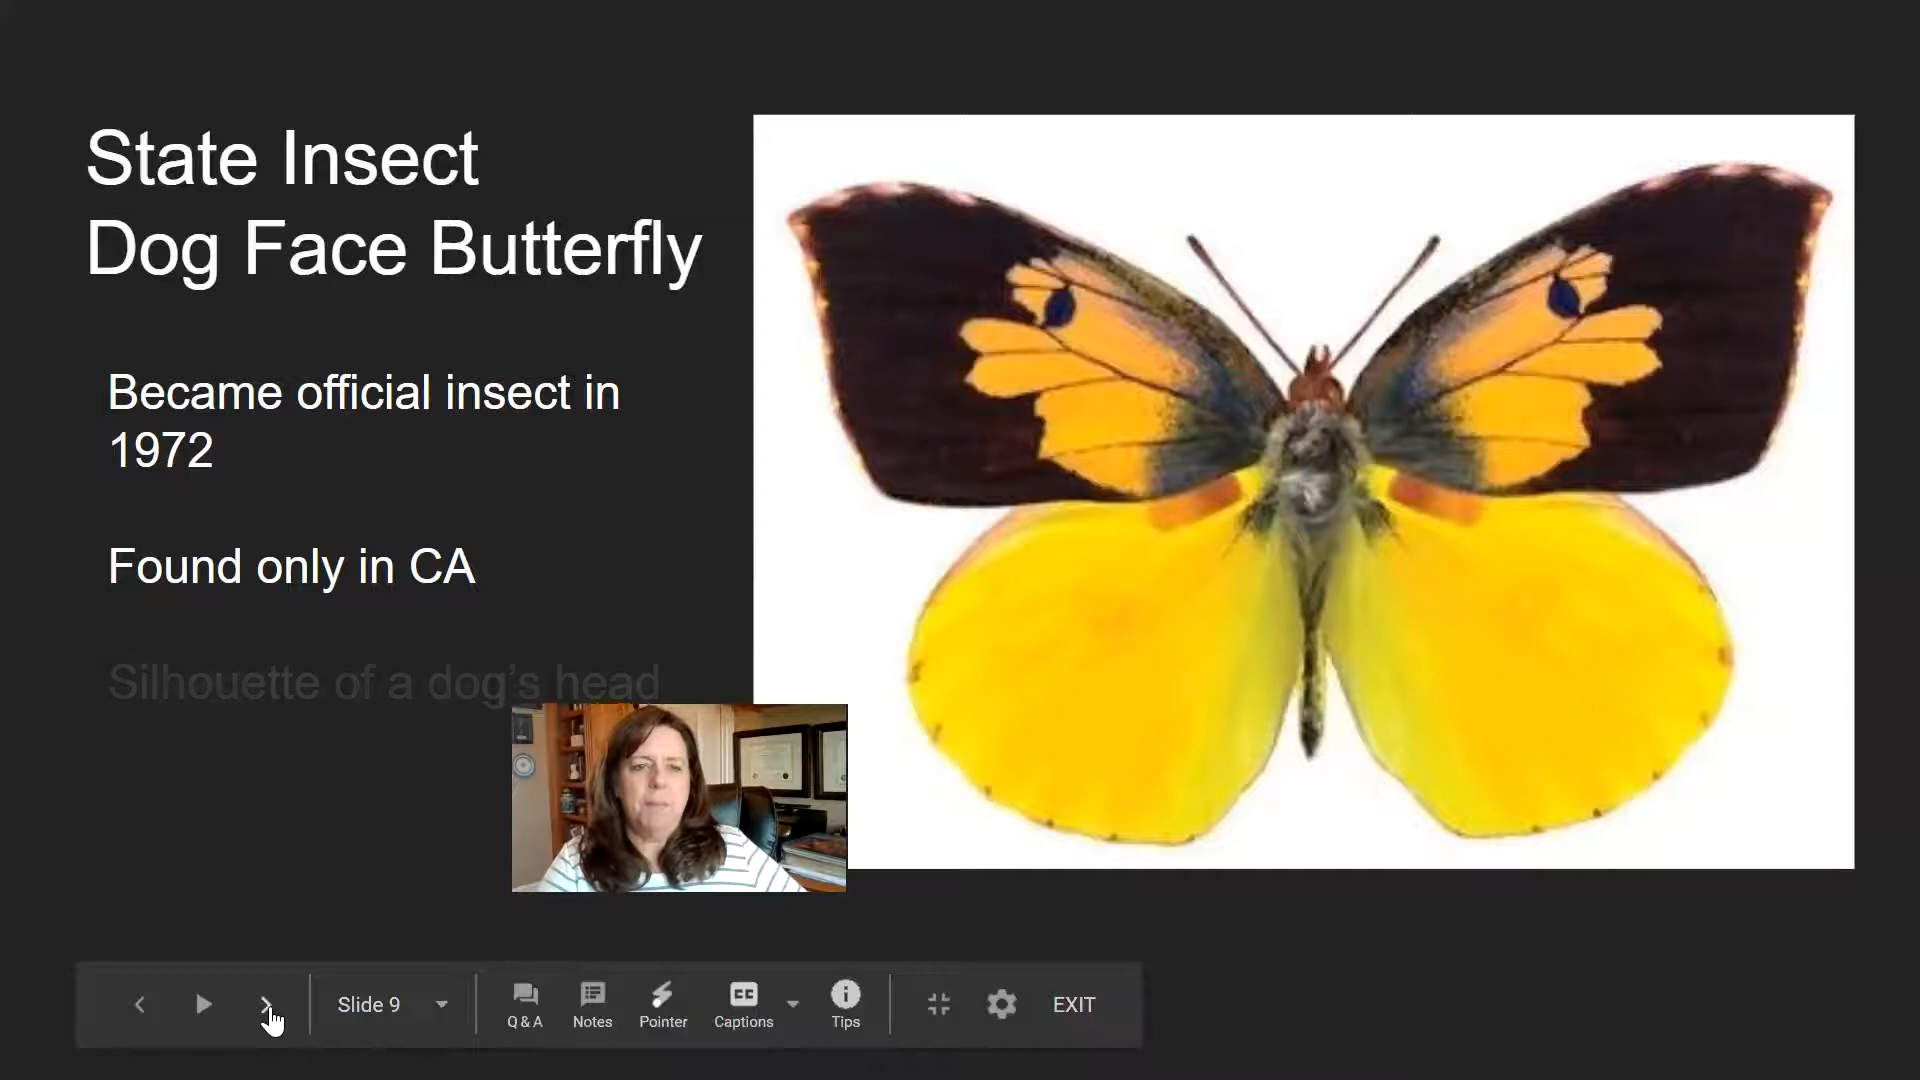 State Insect
Dog Face Butterfly
Became official insect in
1972
Found only in CA
Silhouette of a dog's head
Slide 9
Q & A
Notes
Pointer
CC
Captions
Tips
EXIT